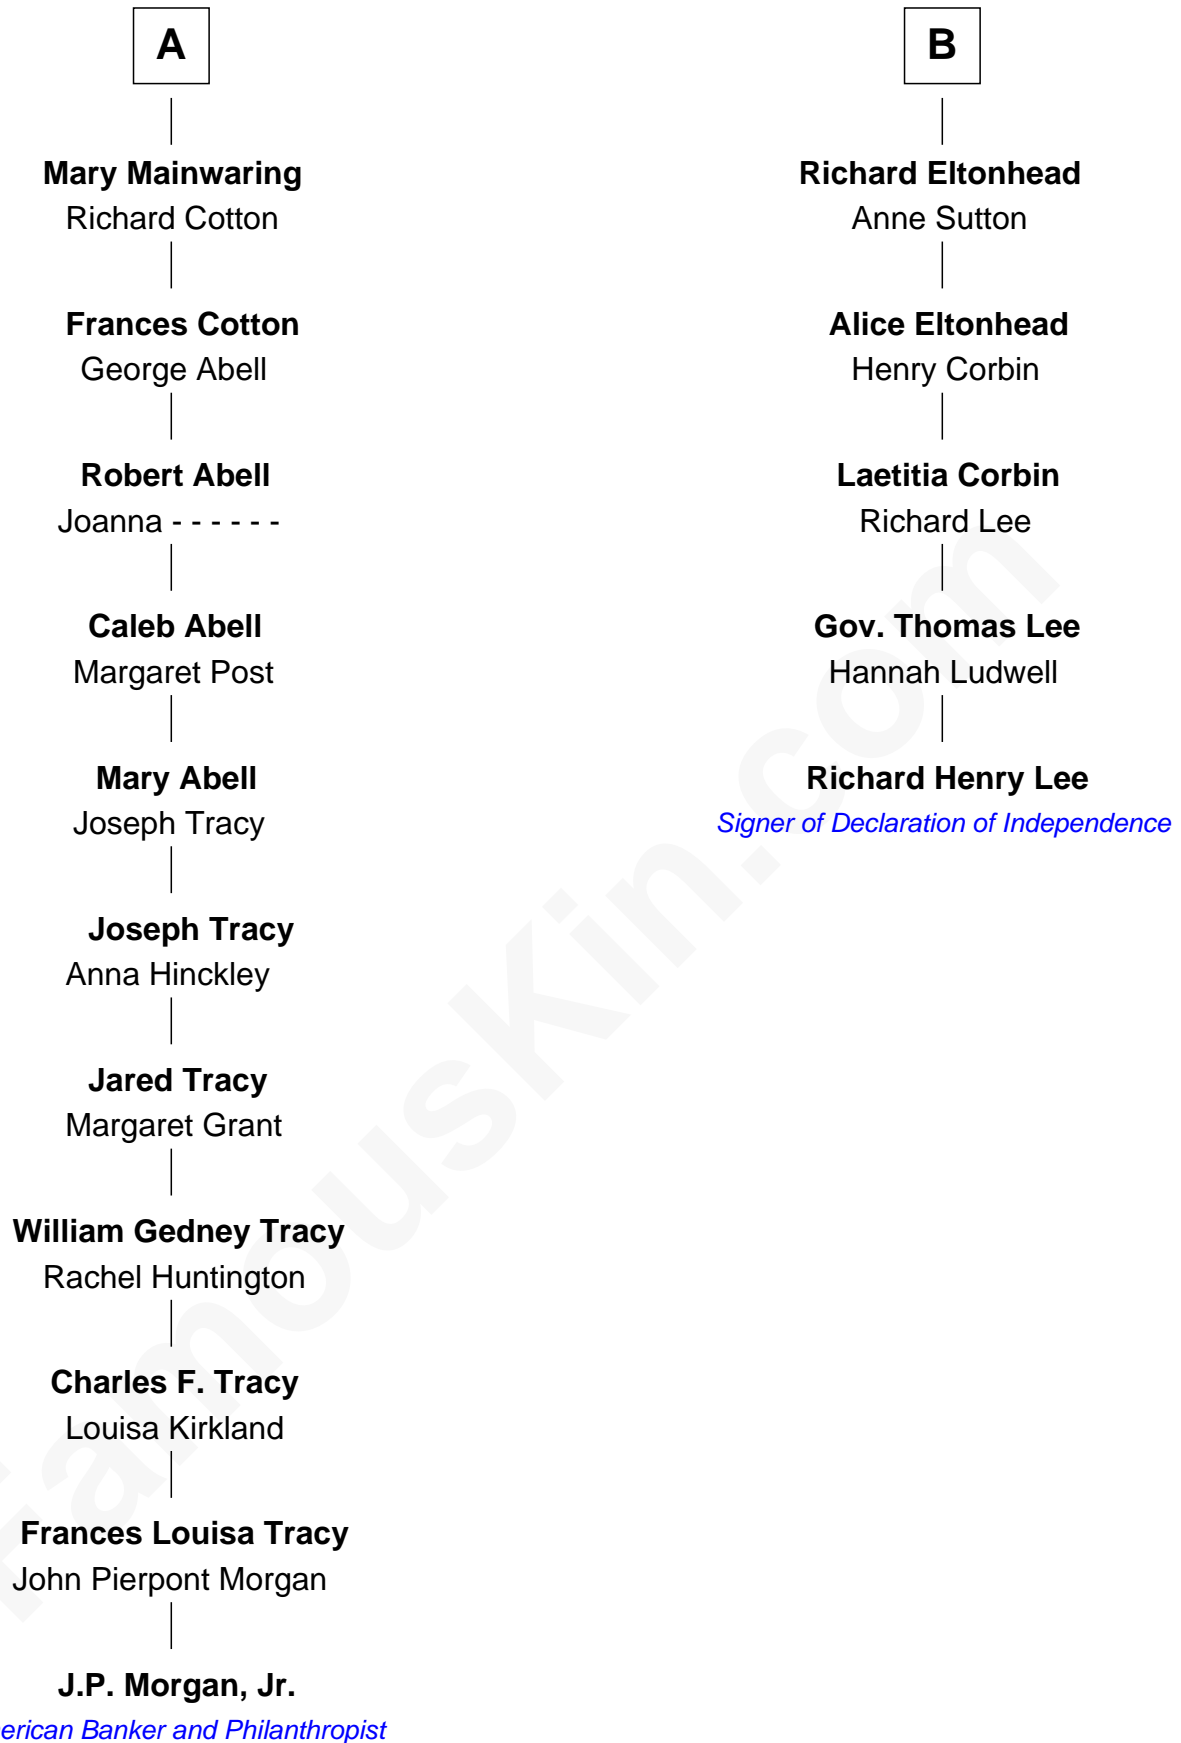 A
Mary Mainwaring
Richard Cotton
Frances Cotton
George Abell
Robert Abell
Joanna - - - - - -
Caleb Abell
Margaret Post
Mary Abell
Joseph Tracy
Joseph Tracy
Anna Hinckley
Jared Tracy
Margaret Grant
William Gedney Tracy
Rachel Huntington
Charles F. Tracy
Louisa Kirkland
Frances Louisa Tracy
John Pierpont Morgan
J.P. Morgan, Jr.
erican Banker and Philanthropist
B
Richard Eltonhead
Anne Sutton
Alice Eltonhead
Henry Corbin
Laetitia Corbin
Richard Lee
Gov. Thomas Lee
Hannah Ludwell
Richard Henry Lee
Signer of Declaration of Independence
FamousKin.com